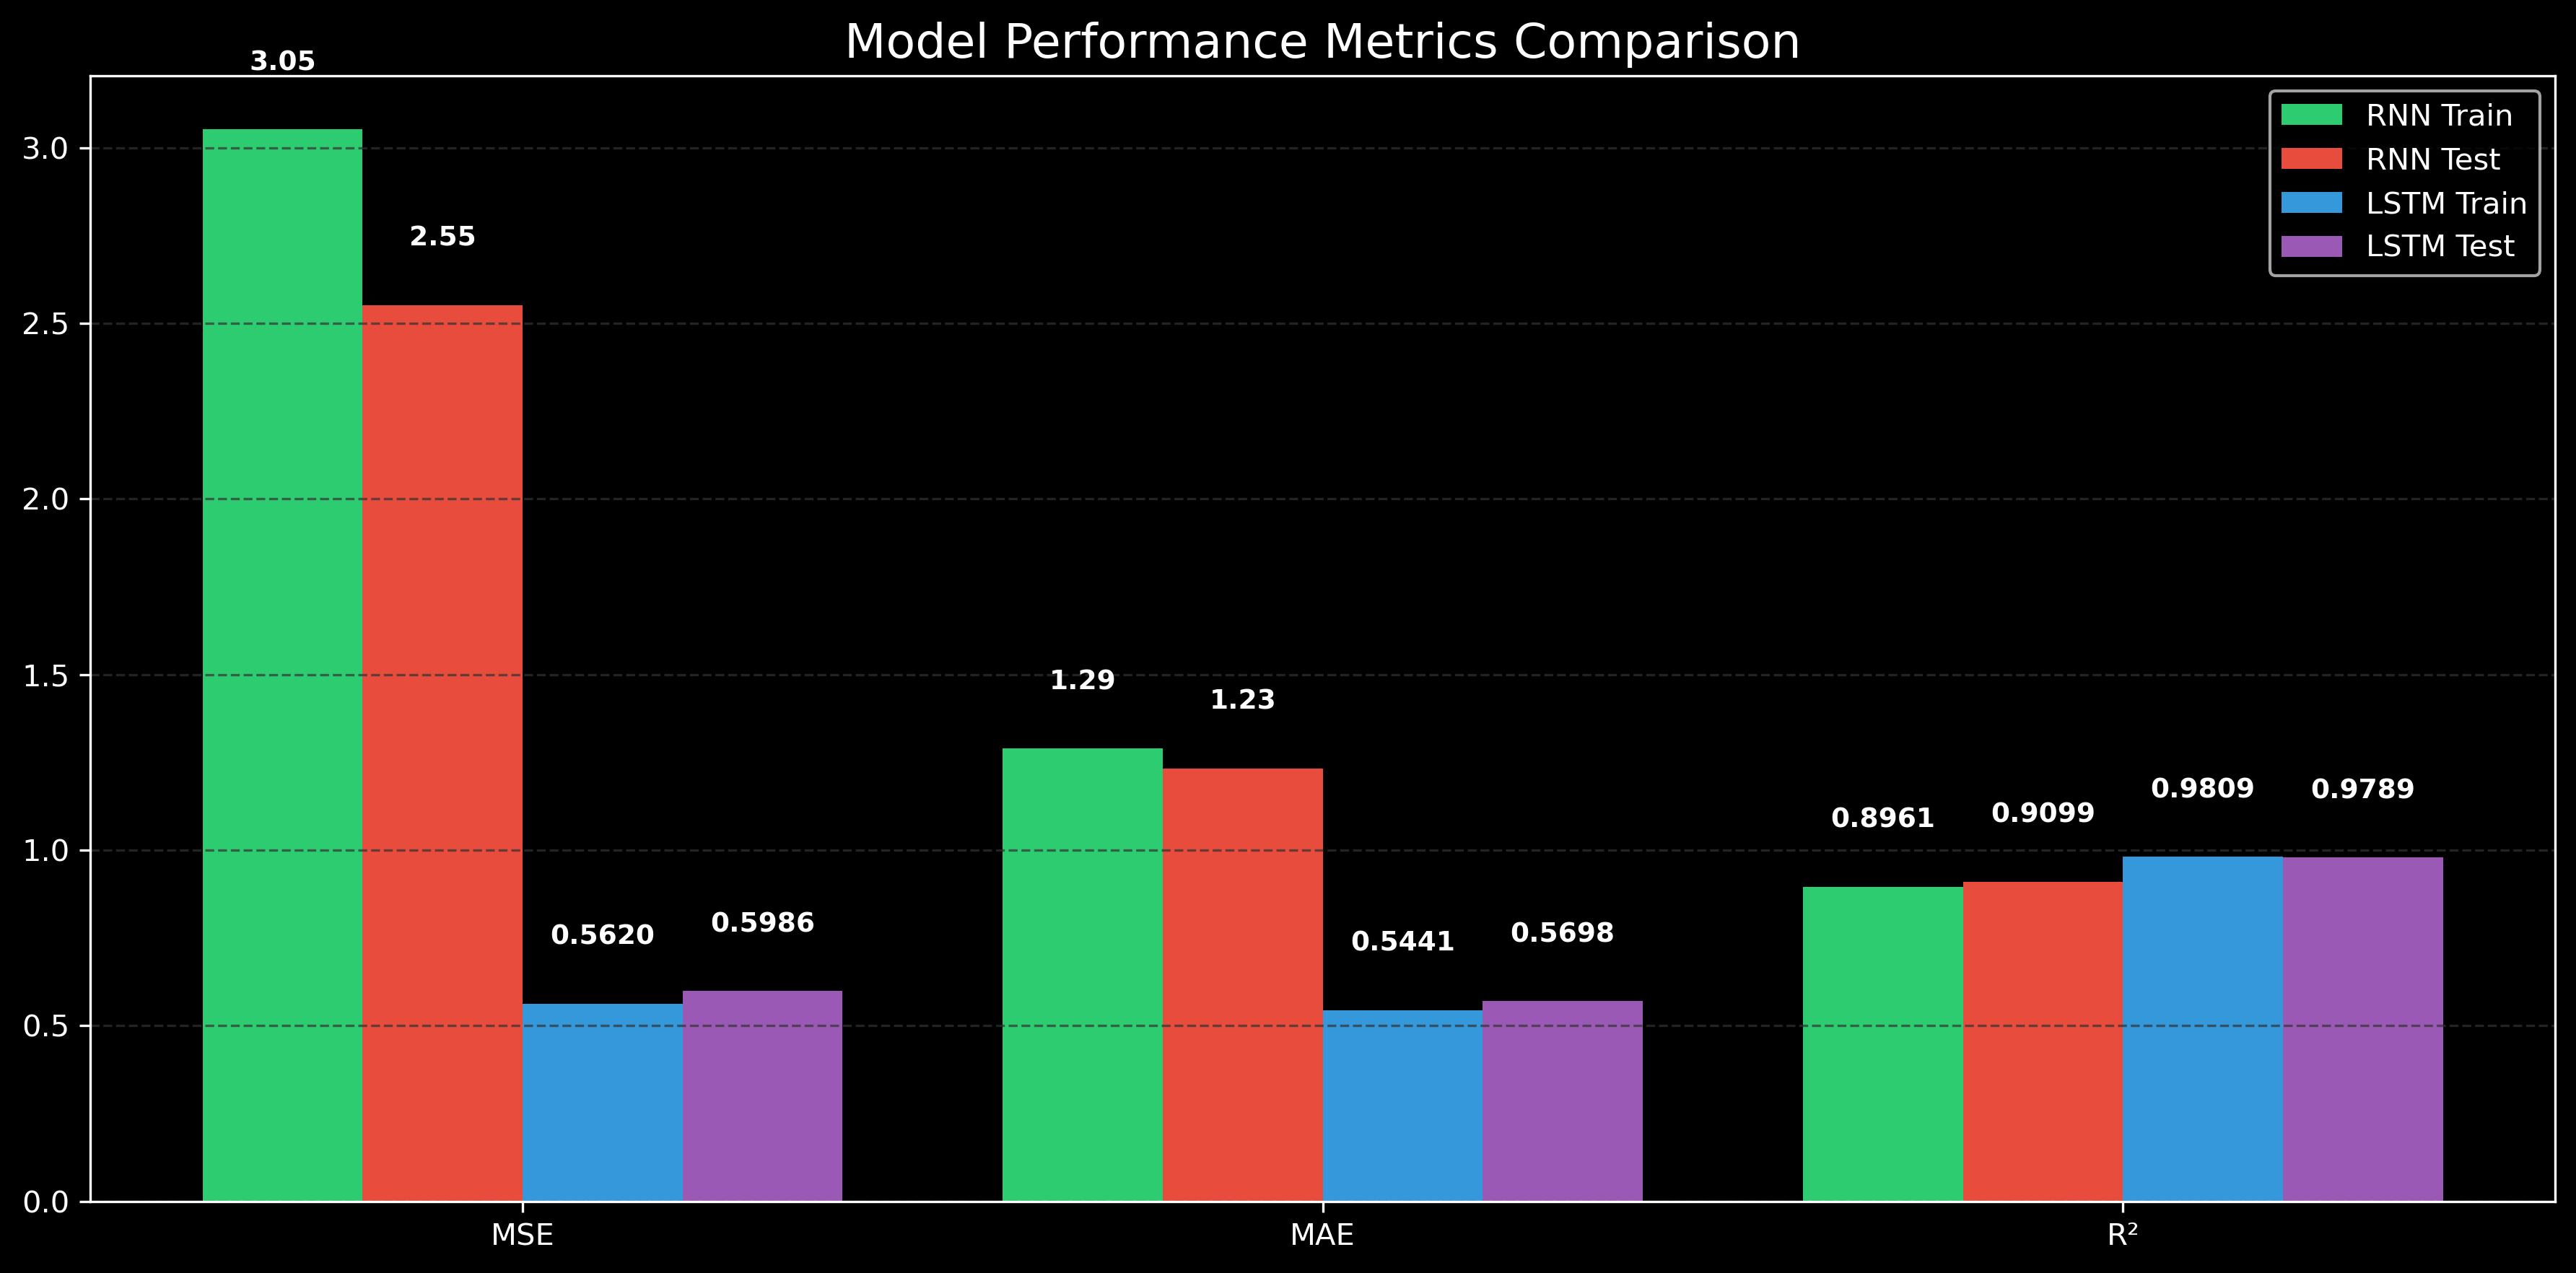 Model Performance Metrics Comparison
3.05
2.55
0.5620
0.5986
1.29
1.23
0.5441
0.5698
0.8961
0.9099
0.9809
0.9789
RNN Train
RNN Test
LSTM Train
LSTM Test
3.0
2.5
2.0
1.5
1.0
0.5
0.0
MSE
MAE
R²